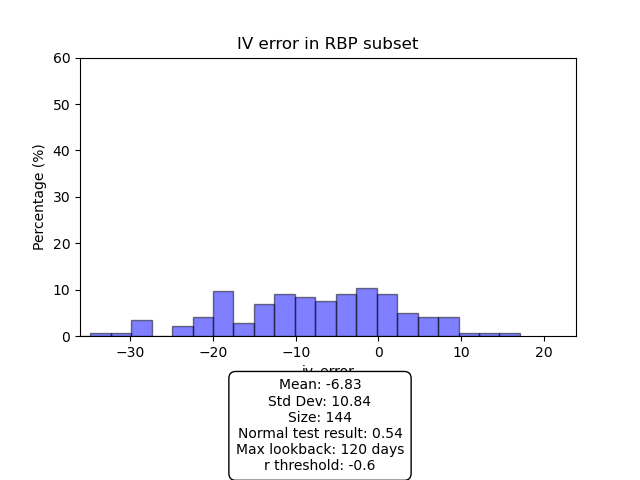 IV error in RBP subset
Percentage (%)
60
50
40
30
20
10
0
−30
−20
−10
0
10
20
iv_error
Mean: -6.83
Std Dev: 10.84
Size: 144
Normal test result: 0.54
Max lookback: 120 days
r threshold: -0.6